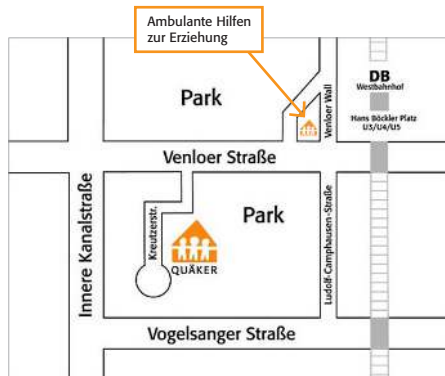 Ambulante Hilfen
zur Erziehung
Park
Venloer Wall
DB
Westbahnhof
Hans Böckler Platz
U3/U4/U5
Venloer Straße
Innere Kanalstraße
Kreutzerstr.
Park
QUÄKER
Ludolf-Camphausen-Straße
Vogelsanger Straße